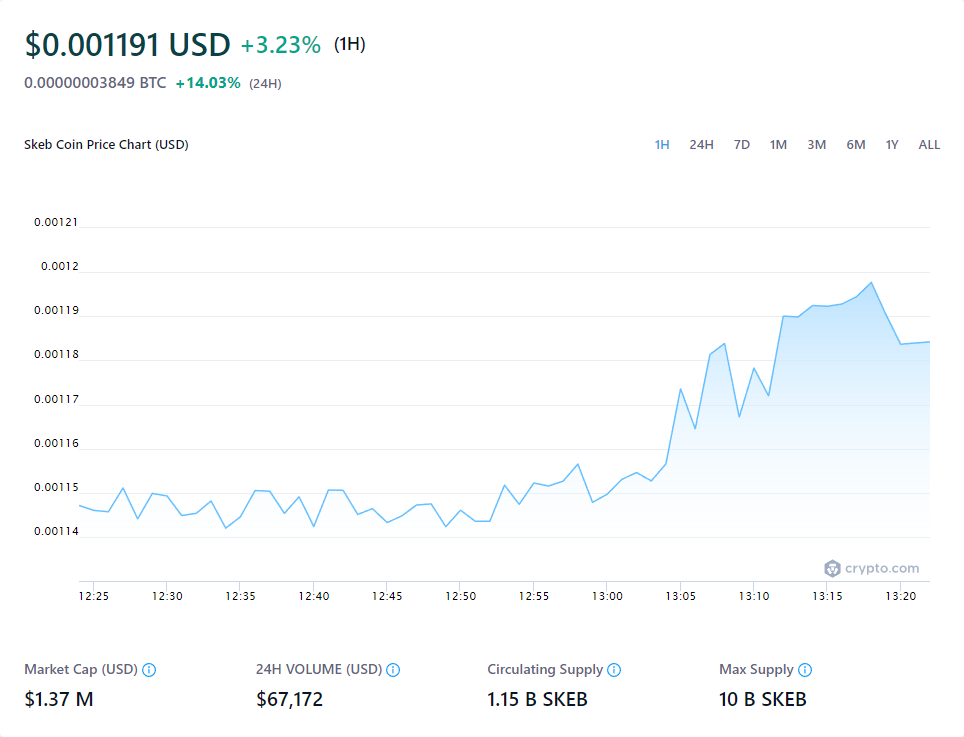 $0.001191 USD +3.23% (1H)
0.00000003849 BTC +14.03% (24H)
Skeb Coin Price Chart (USD) 1H 24H 7D 1M 3M 6M 1Y ALL
0.00121
0.0012
0.00119
0.00118
0.00117
0.00116
0.00115
0.00114
crypto.com
12:25 12:30 12:35 12:40 12:45 12:50 12:55 13:00 13:05 13:10 13:15 13:20
Market Cap (USD) 24H VOLUME (USD) Circulating Supply Max Supply
$1.37 M $67,172 1.15 B SKEB 10 B SKEB